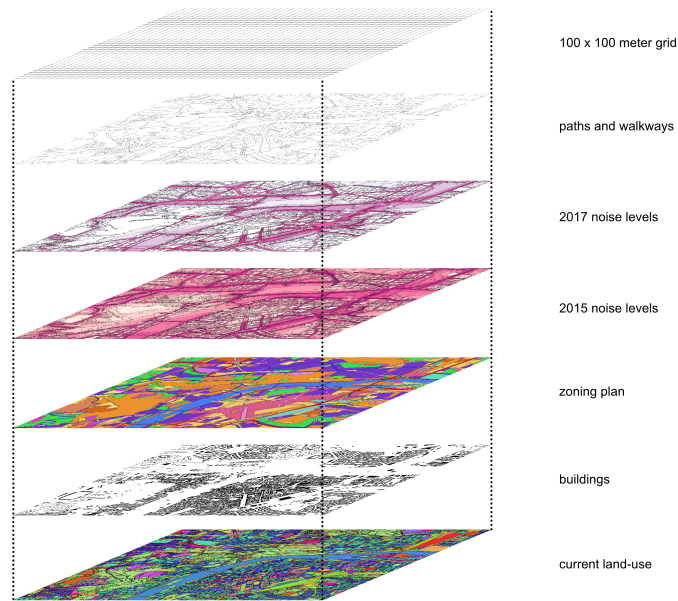 100 x 100 meter grid
paths and walkways
2017 noise levels
2015 noise levels
zoning plan
buildings
current land-use